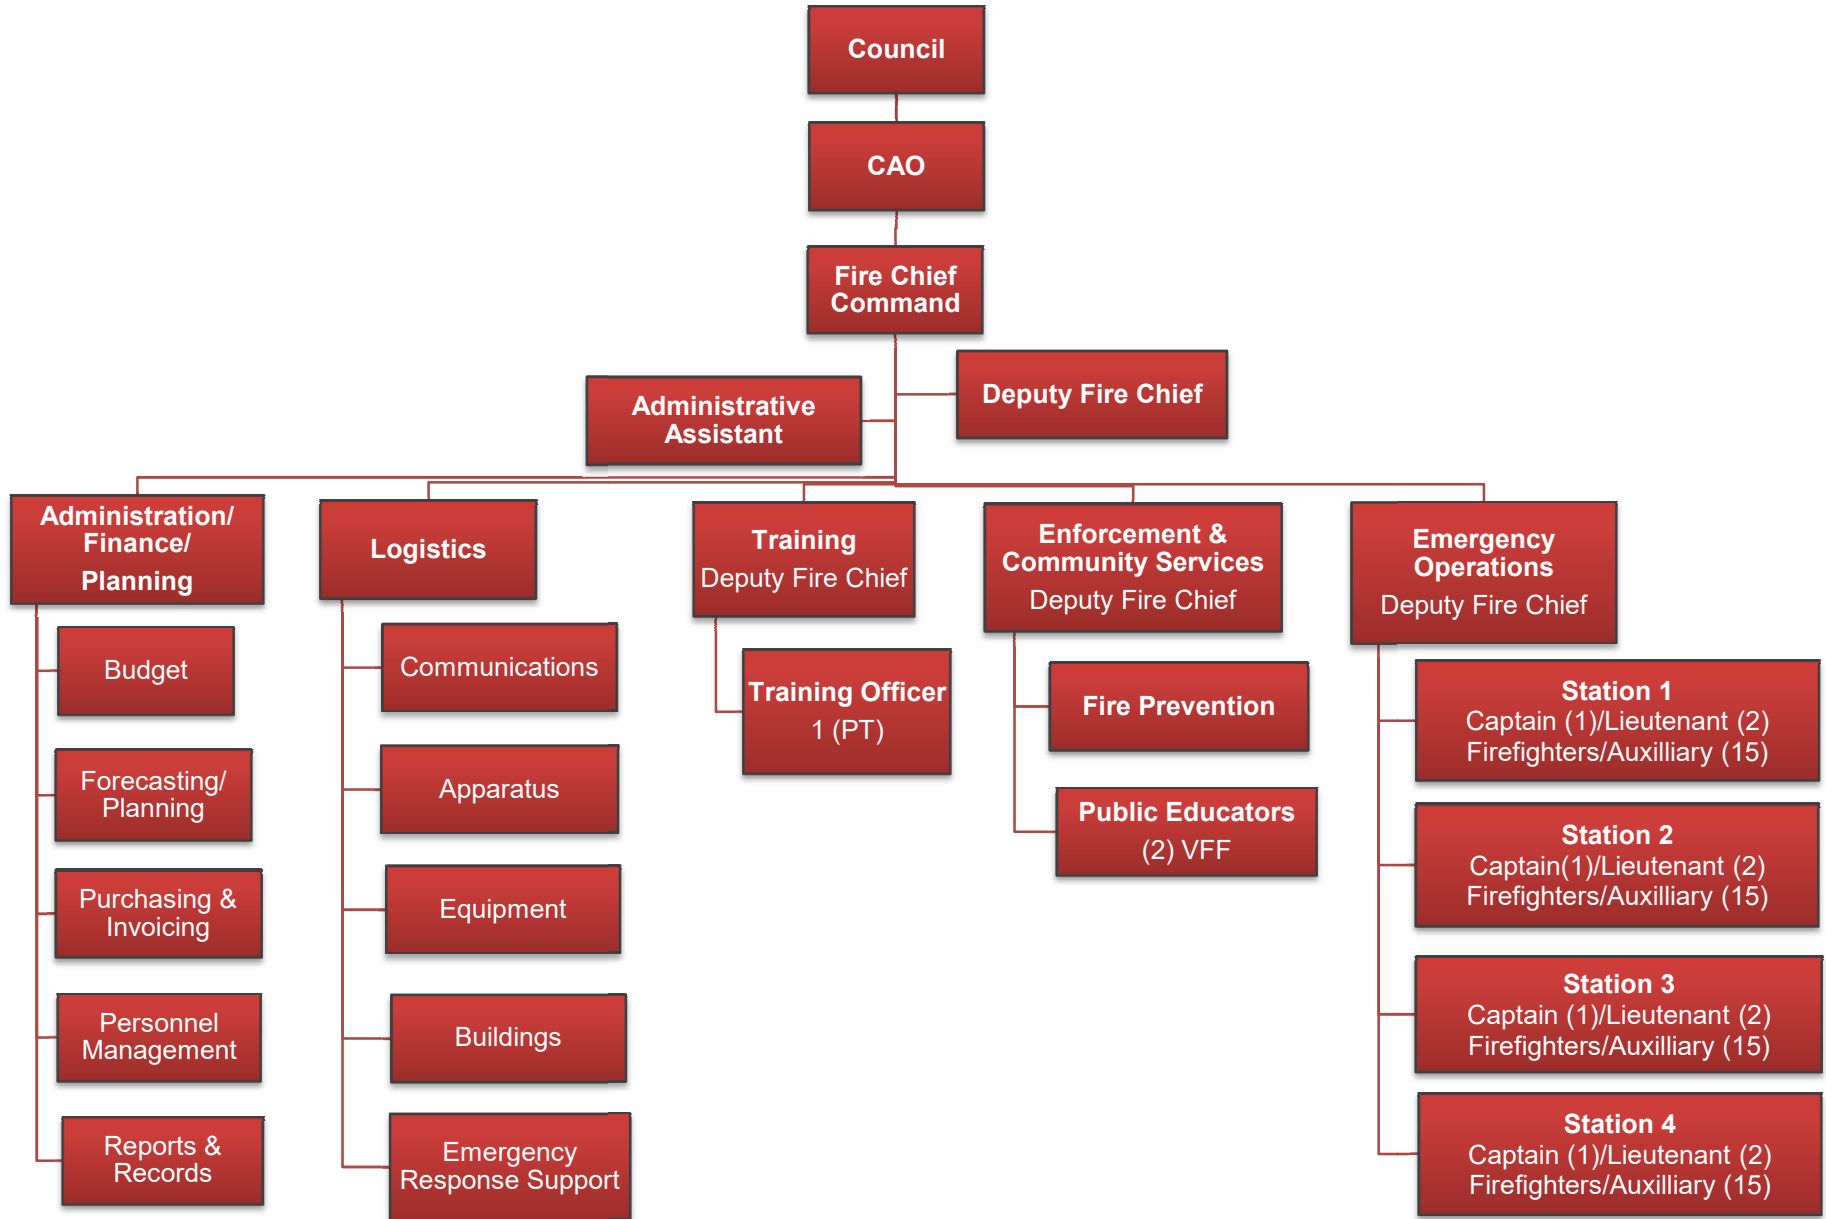 Council
CAO
Fire Chief
Command
Administrative
Assistant
Deputy Fire Chief
Administration/
Finance/
Planning
Budget
Forecasting/
Planning
Purchasing &
Invoicing
Personnel
Management
Reports &
Records
Logistics
Communications
Apparatus
Equipment
Buildings
Emergency
Response Support
Training
Deputy Fire Chief
Training Officer
1 (PT)
Enforcement &
Community Services
Deputy Fire Chief
Fire Prevention
Public Educators
(2) VFF
Emergency
Operations
Deputy Fire Chief
Station 1
Captain (1)/Lieutenant (2)
Firefighters/Auxilliary (15)
Station 2
Captain(1)/Lieutenant (2)
Firefighters/Auxilliary (15)
Station 3
Captain (1)/Lieutenant (2)
Firefighters/Auxilliary (15)
Station 4
Captain (1)/Lieutenant (2)
Firefighters/Auxilliary (15)